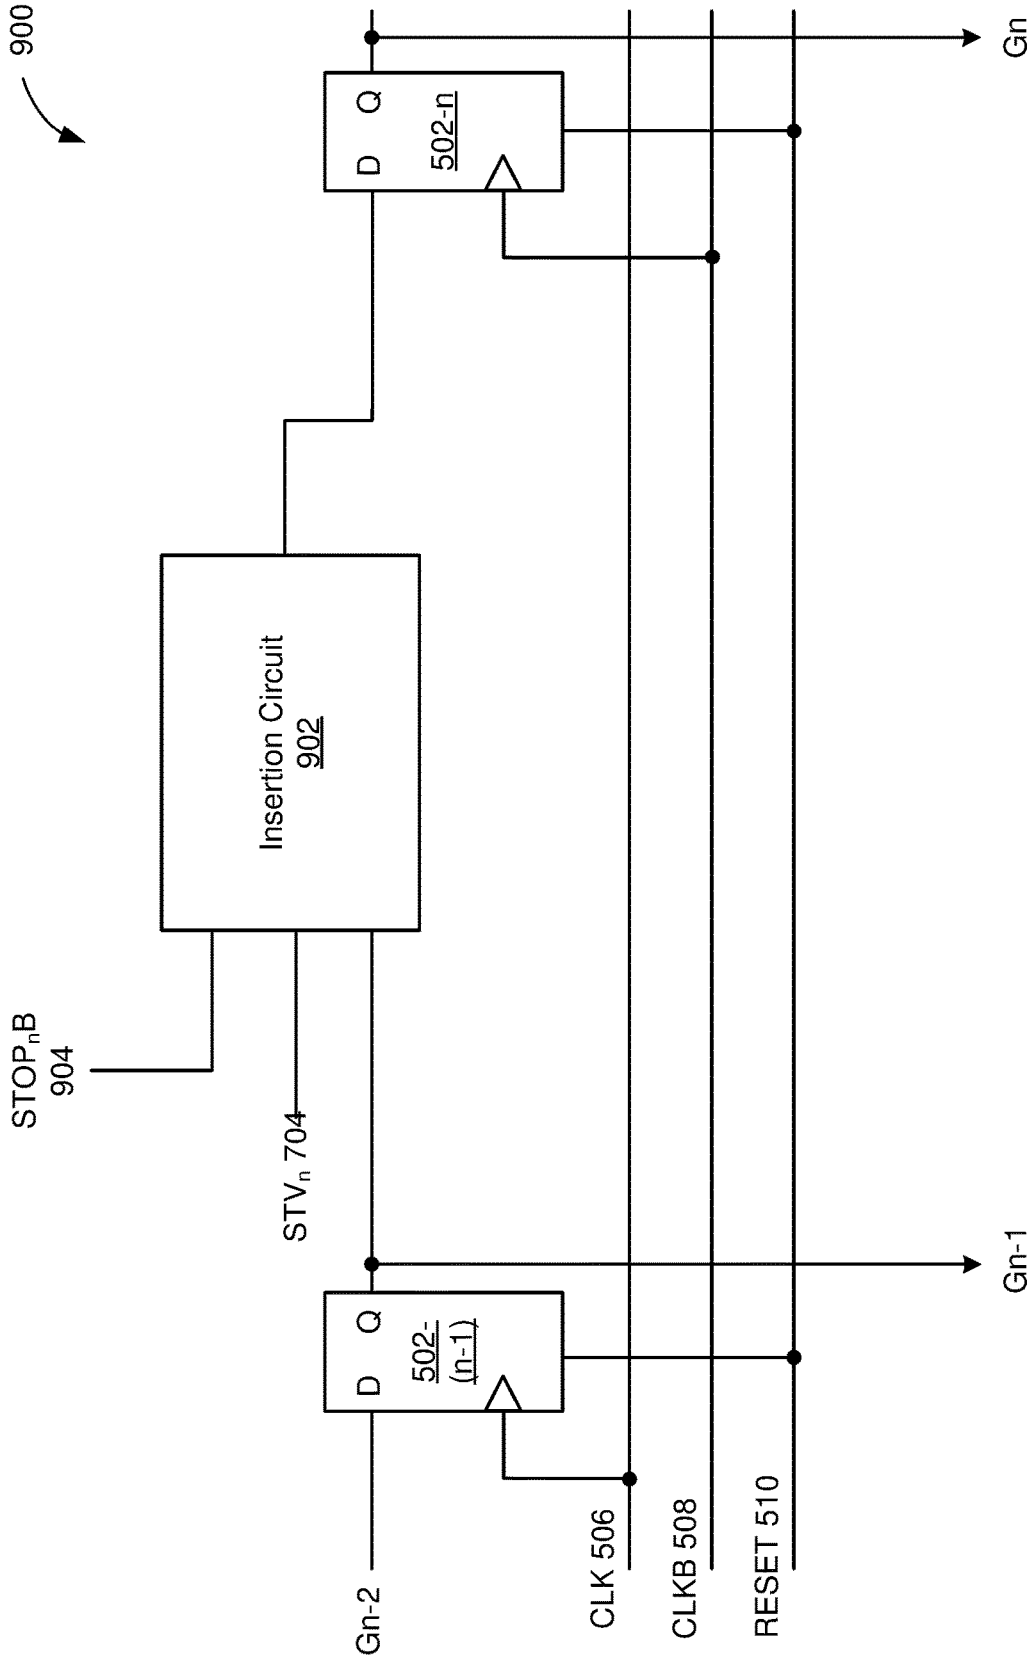 900
STOPnB
904
STVn 704
Insertion Circuit
902
Gn-2
D Q
502-
(n-1)
D Q
502-n
CLK 506
CLKB 508
RESET 510
Gn-1
Gn